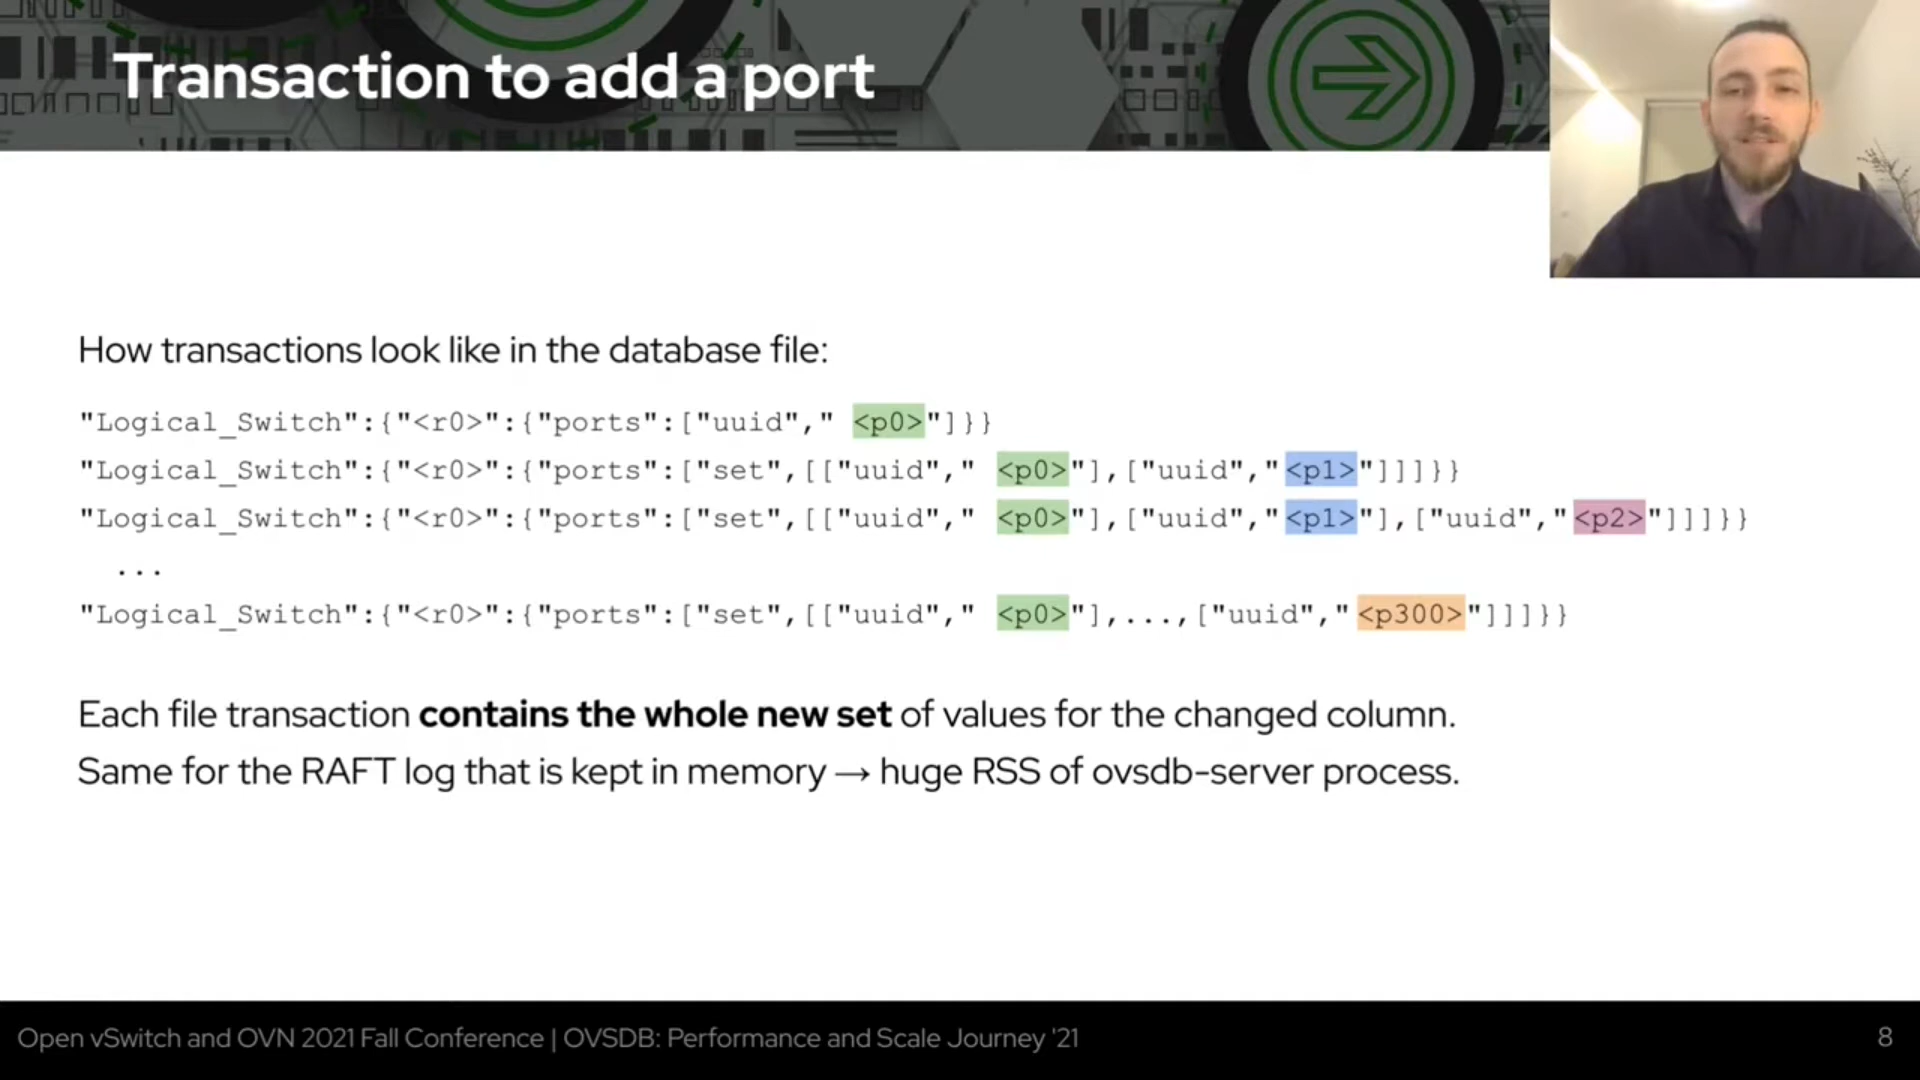 Transaction to add a port
How transactions look like in the database file:
"Logical_Switch":{"<r0>":{"ports":["uuid"," <p0>"]}}
"Logical_Switch":{"<r0>":{"ports":["set",[["uuid"," <p0>"],["uuid","<p1>"]]]}}
"Logical_Switch":{"<r0>":{"ports":["set",[["uuid"," <p0>"],["uuid","<p1>"],["uuid","<p2>"]]]}}
...
"Logical_Switch":{"<r0>":{"ports":["set",[["uuid"," <p0>"],...,["uuid","<p300>"]]]}}
Each file transaction contains the whole new set of values for the changed column.
Same for the RAFT log that is kept in memory → huge RSS of ovsdb-server process.
Open vSwitch and OVN 2021 Fall Conference | OVSDB: Performance and Scale Journey '21
8